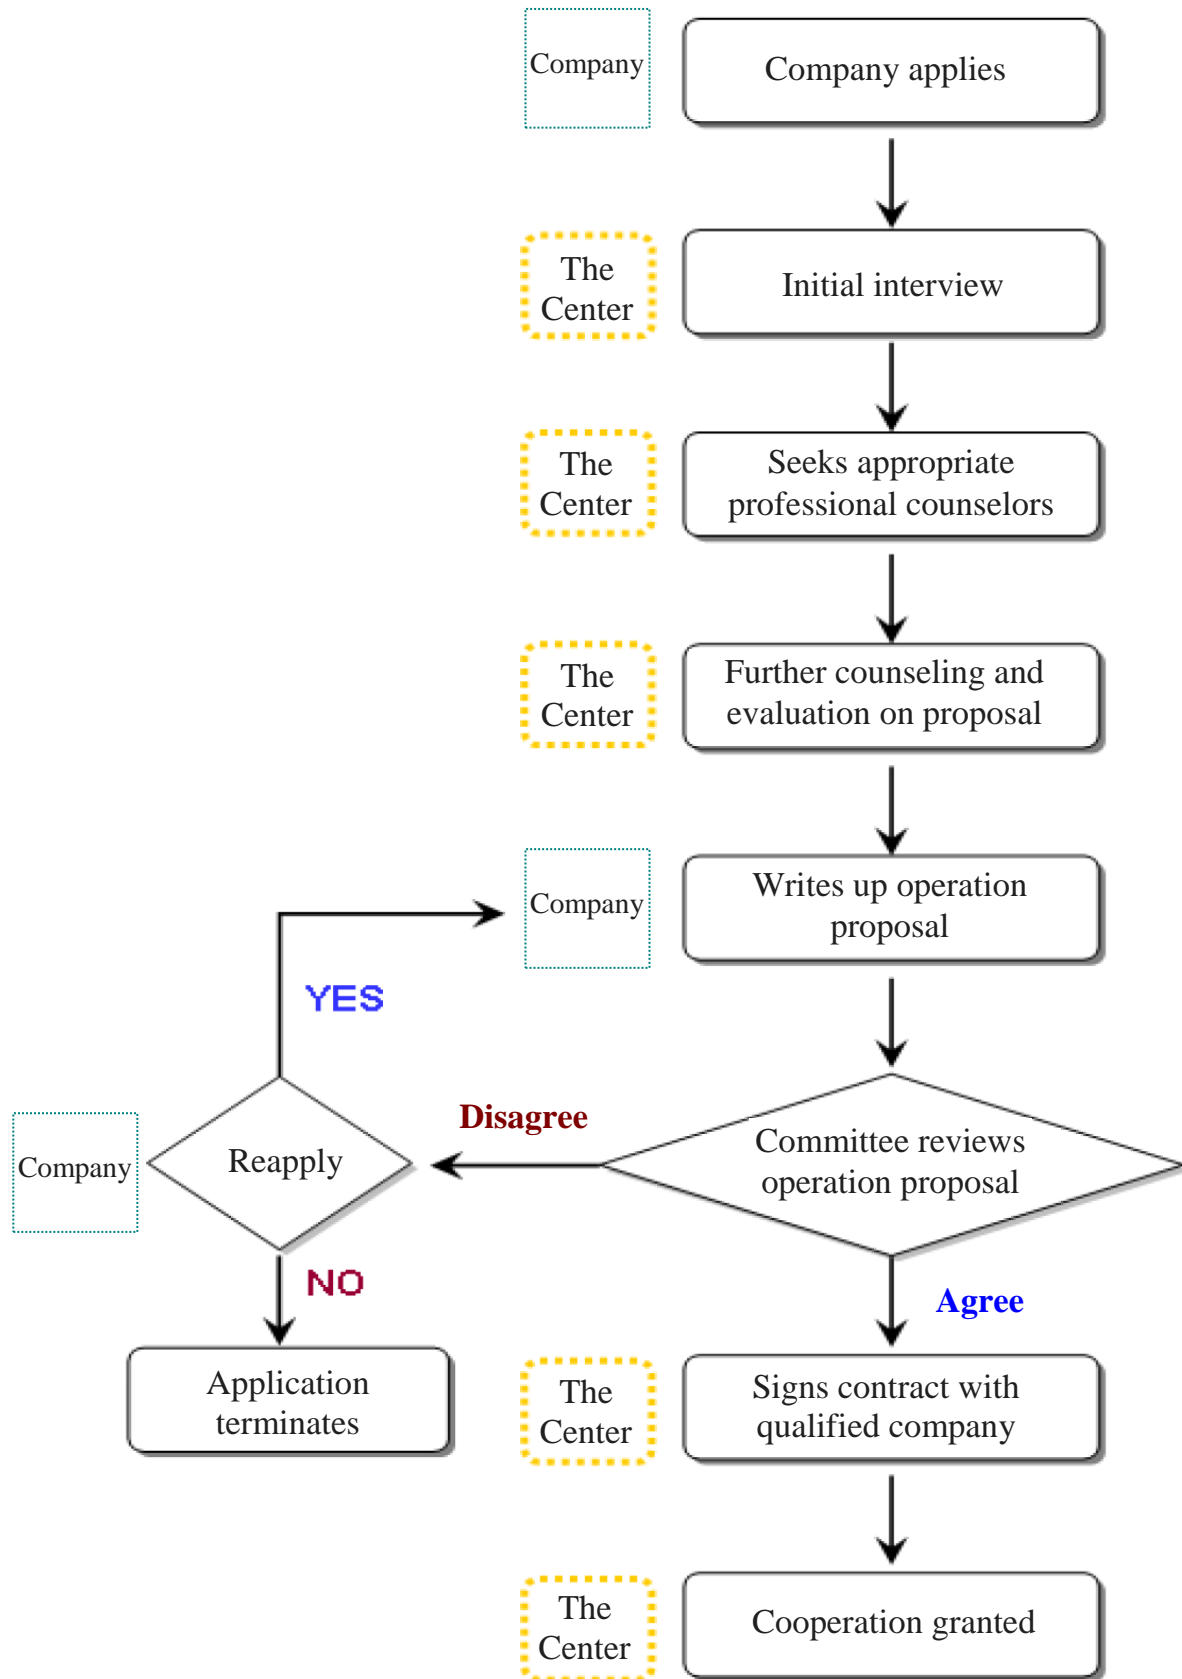 Company
Company applies
The
Center
Initial interview
The
Center
Seeks appropriate
professional counselors
The
Center
Further counseling and
evaluation on proposal
Company
Writes up operation
proposal
YES
Disagree
Committee reviews
operation proposal
Company
Reapply
NO
Agree
Application
terminates
The
Center
Signs contract with
qualified company
The
Center
Cooperation granted